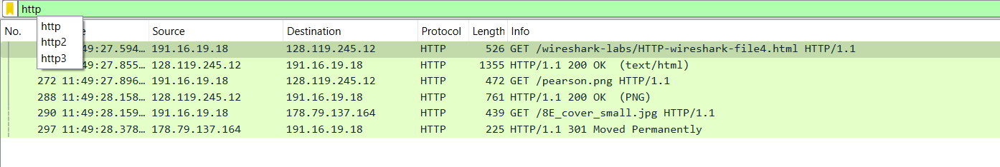 http
No. Source Destination Protocol Length Info
http
http2
http3
49:27.594… 191.16.19.18 128.119.245.12 HTTP 526 GET /wireshark-labs/HTTP-wireshark-file4.html HTTP/1.1
:49:27.855… 128.119.245.12 191.16.19.18 HTTP 1355 HTTP/1.1 200 OK (text/html)
272 11:49:27.896… 191.16.19.18 128.119.245.12 HTTP 472 GET /pearson.png HTTP/1.1
288 11:49:28.158… 128.119.245.12 191.16.19.18 HTTP 761 HTTP/1.1 200 OK (PNG)
290 11:49:28.159… 191.16.19.18 178.79.137.164 HTTP 439 GET /8E_cover_small.jpg HTTP/1.1
297 11:49:28.378… 178.79.137.164 191.16.19.18 HTTP 225 HTTP/1.1 301 Moved Permanently